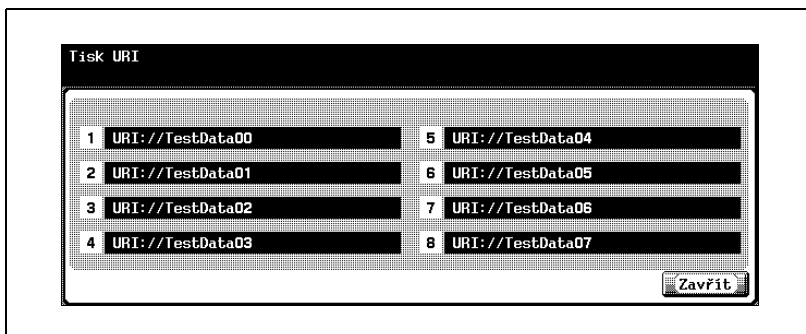 Tisk URI
1 URI://TestData00
2 URI://TestData01
3 URI://TestData02
4 URI://TestData03
5 URI://TestData04
6 URI://TestData05
7 URI://TestData06
8 URI://TestData07
Zavřít